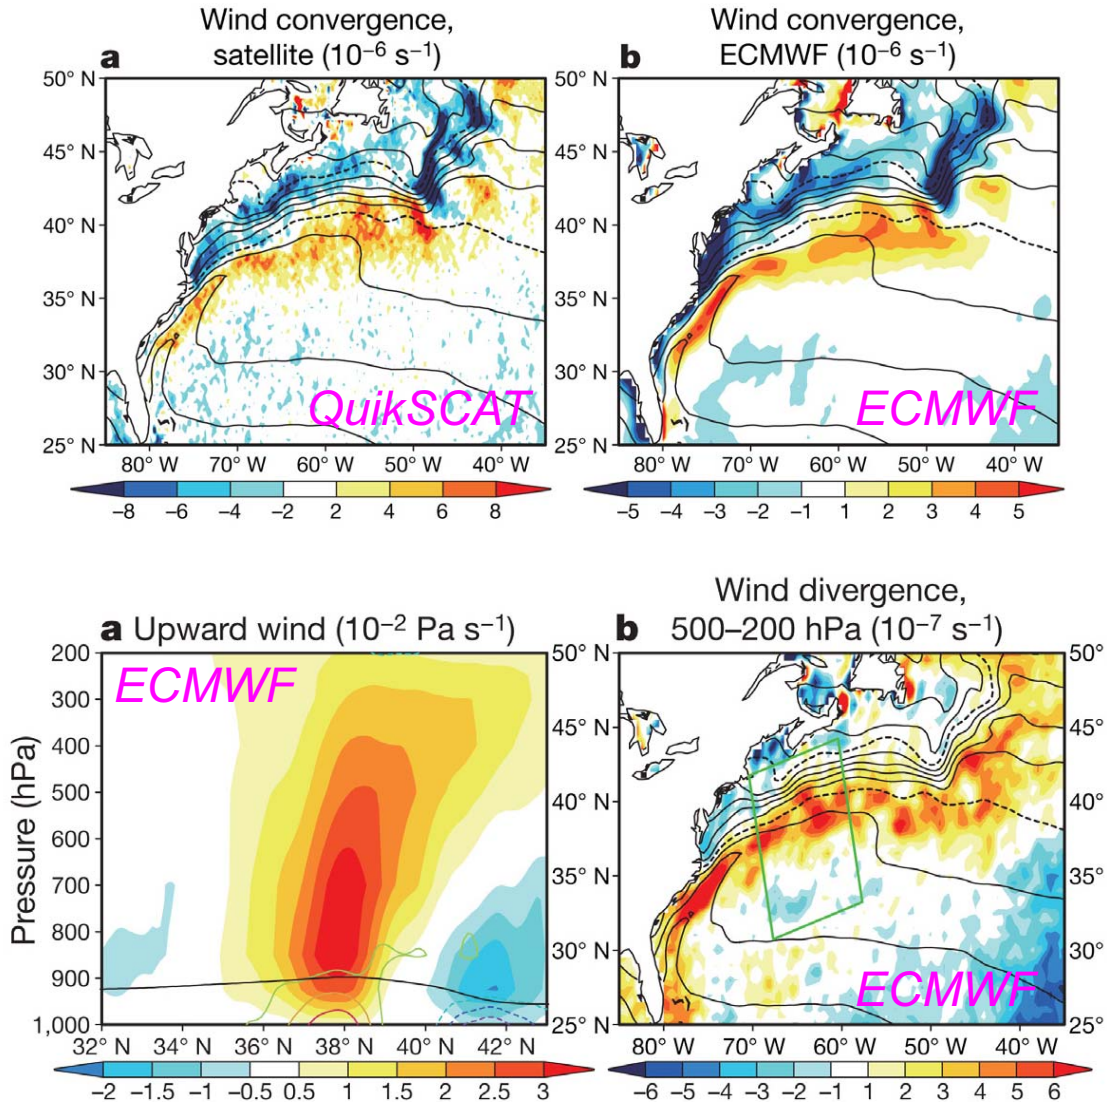 Wind convergence,
a satellite (10⁻⁶ s⁻¹)
50° N
45° N
40° N
35° N
30° N
25° N
QuikSCAT
80° W 70° W 60° W 50° W 40° W
−8 −6 −4 −2 2 4 6 8
Wind convergence,
b ECMWF (10⁻⁶ s⁻¹)
50° N
45° N
40° N
35° N
30° N
25° N
ECMWF
80° W 70° W 60° W 50° W 40° W
−5 −4 −3 −2 −1 1 2 3 4 5
a Upward wind (10⁻² Pa s⁻¹)
ECMWF
Pressure (hPa)
200
300
400
500
600
700
800
900
1,000
32° N 34° N 36° N 38° N 40° N 42° N
−2 −1.5 −1 −0.5 0.5 1 1.5 2 2.5 3
Wind divergence,
b 500–200 hPa (10⁻⁷ s⁻¹)
50° N 50°
45° N 45°
40° N 40°
35° N 35°
30° N 30°
25° N 25°
ECMWF
80° W 70° W 60° W 50° W 40° W
−6 −5 −4 −3 −2 −1 1 2 3 4 5 6